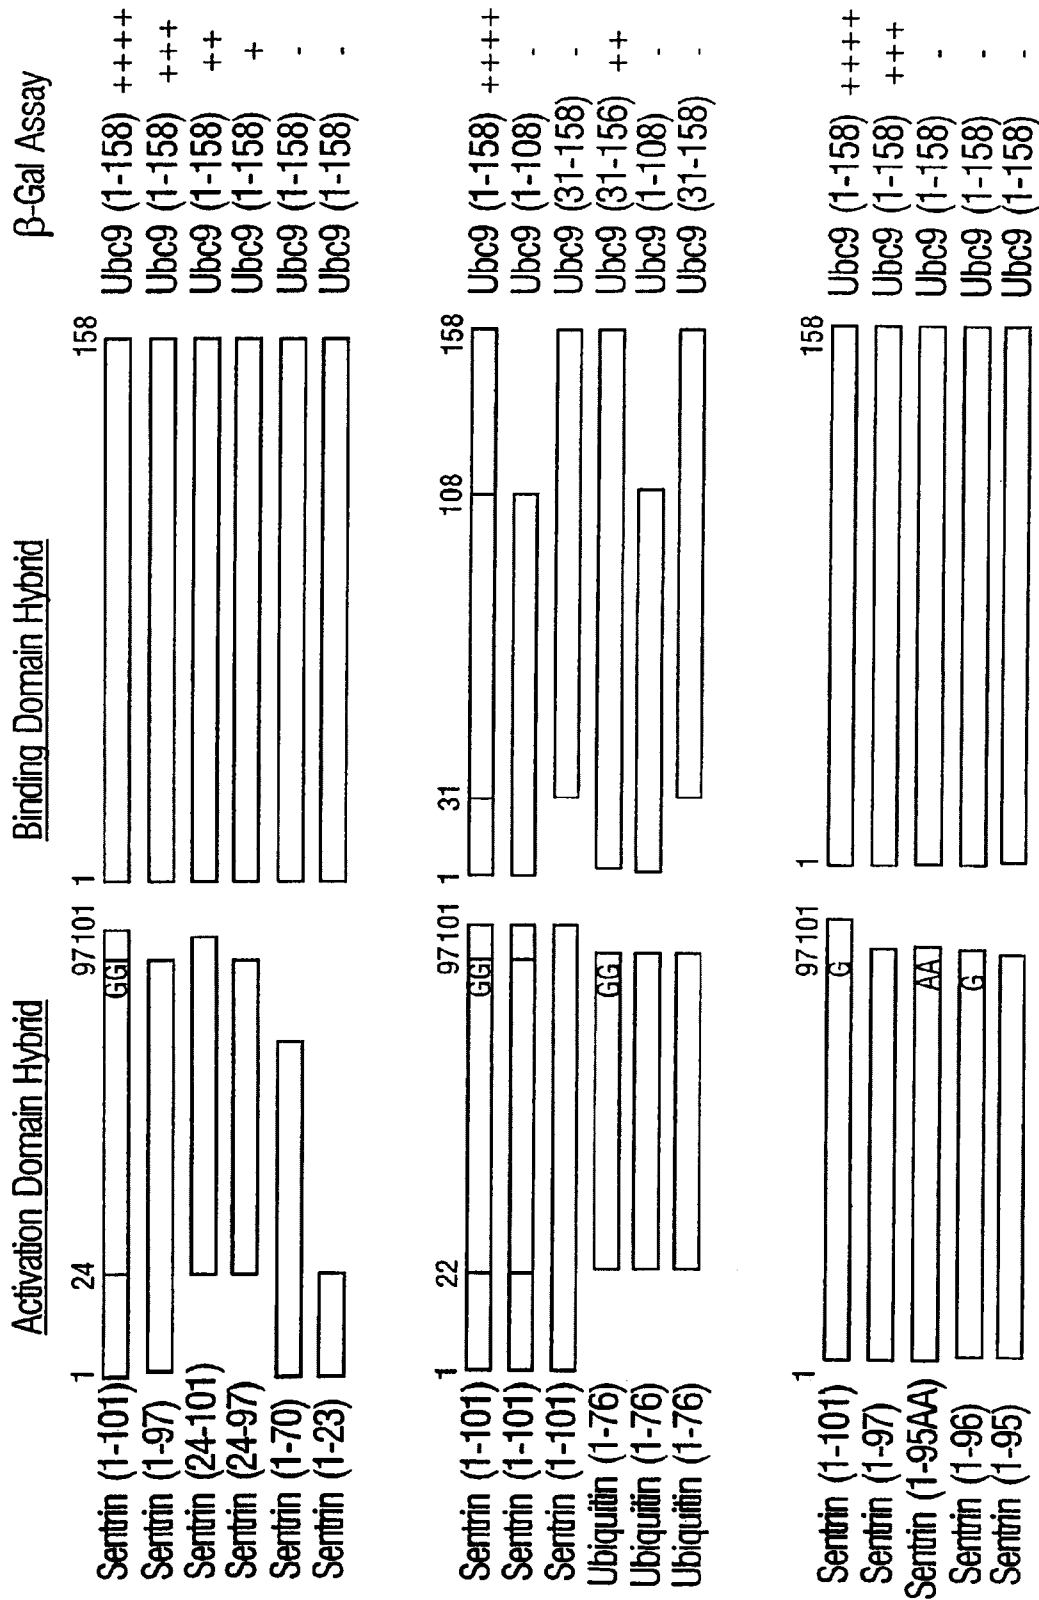 Activation Domain Hybrid Binding Domain Hybrid β-Gal Assay
1 24 97 101 1 158
Sentrin (1-101) GG Ubc9 (1-158) ++++
Sentrin (1-97) Ubc9 (1-158) +++
Sentrin (24-101) Ubc9 (1-158) ++
Sentrin (24-97) Ubc9 (1-158) +
Sentrin (1-70) Ubc9 (1-158) -
Sentrin (1-23) Ubc9 (1-158) -
1 22 97 101 1 31 108 158
Sentrin (1-101) GG Ubc9 (1-158) ++++
Sentrin (1-101) Ubc9 (1-108) -
Sentrin (1-101) Ubc9 (31-158) -
Ubiquitin (1-76) GG Ubc9 (31-156) ++
Ubiquitin (1-76) Ubc9 (1-108) -
Ubiquitin (1-76) Ubc9 (31-158) -
1 97 101 1 158
Sentrin (1-101) G Ubc9 (1-158) ++++
Sentrin (1-97) Ubc9 (1-158) +++
Sentrin (1-95AA) AA Ubc9 (1-158) -
Sentrin (1-96) G Ubc9 (1-158) -
Sentrin (1-95) Ubc9 (1-158) -